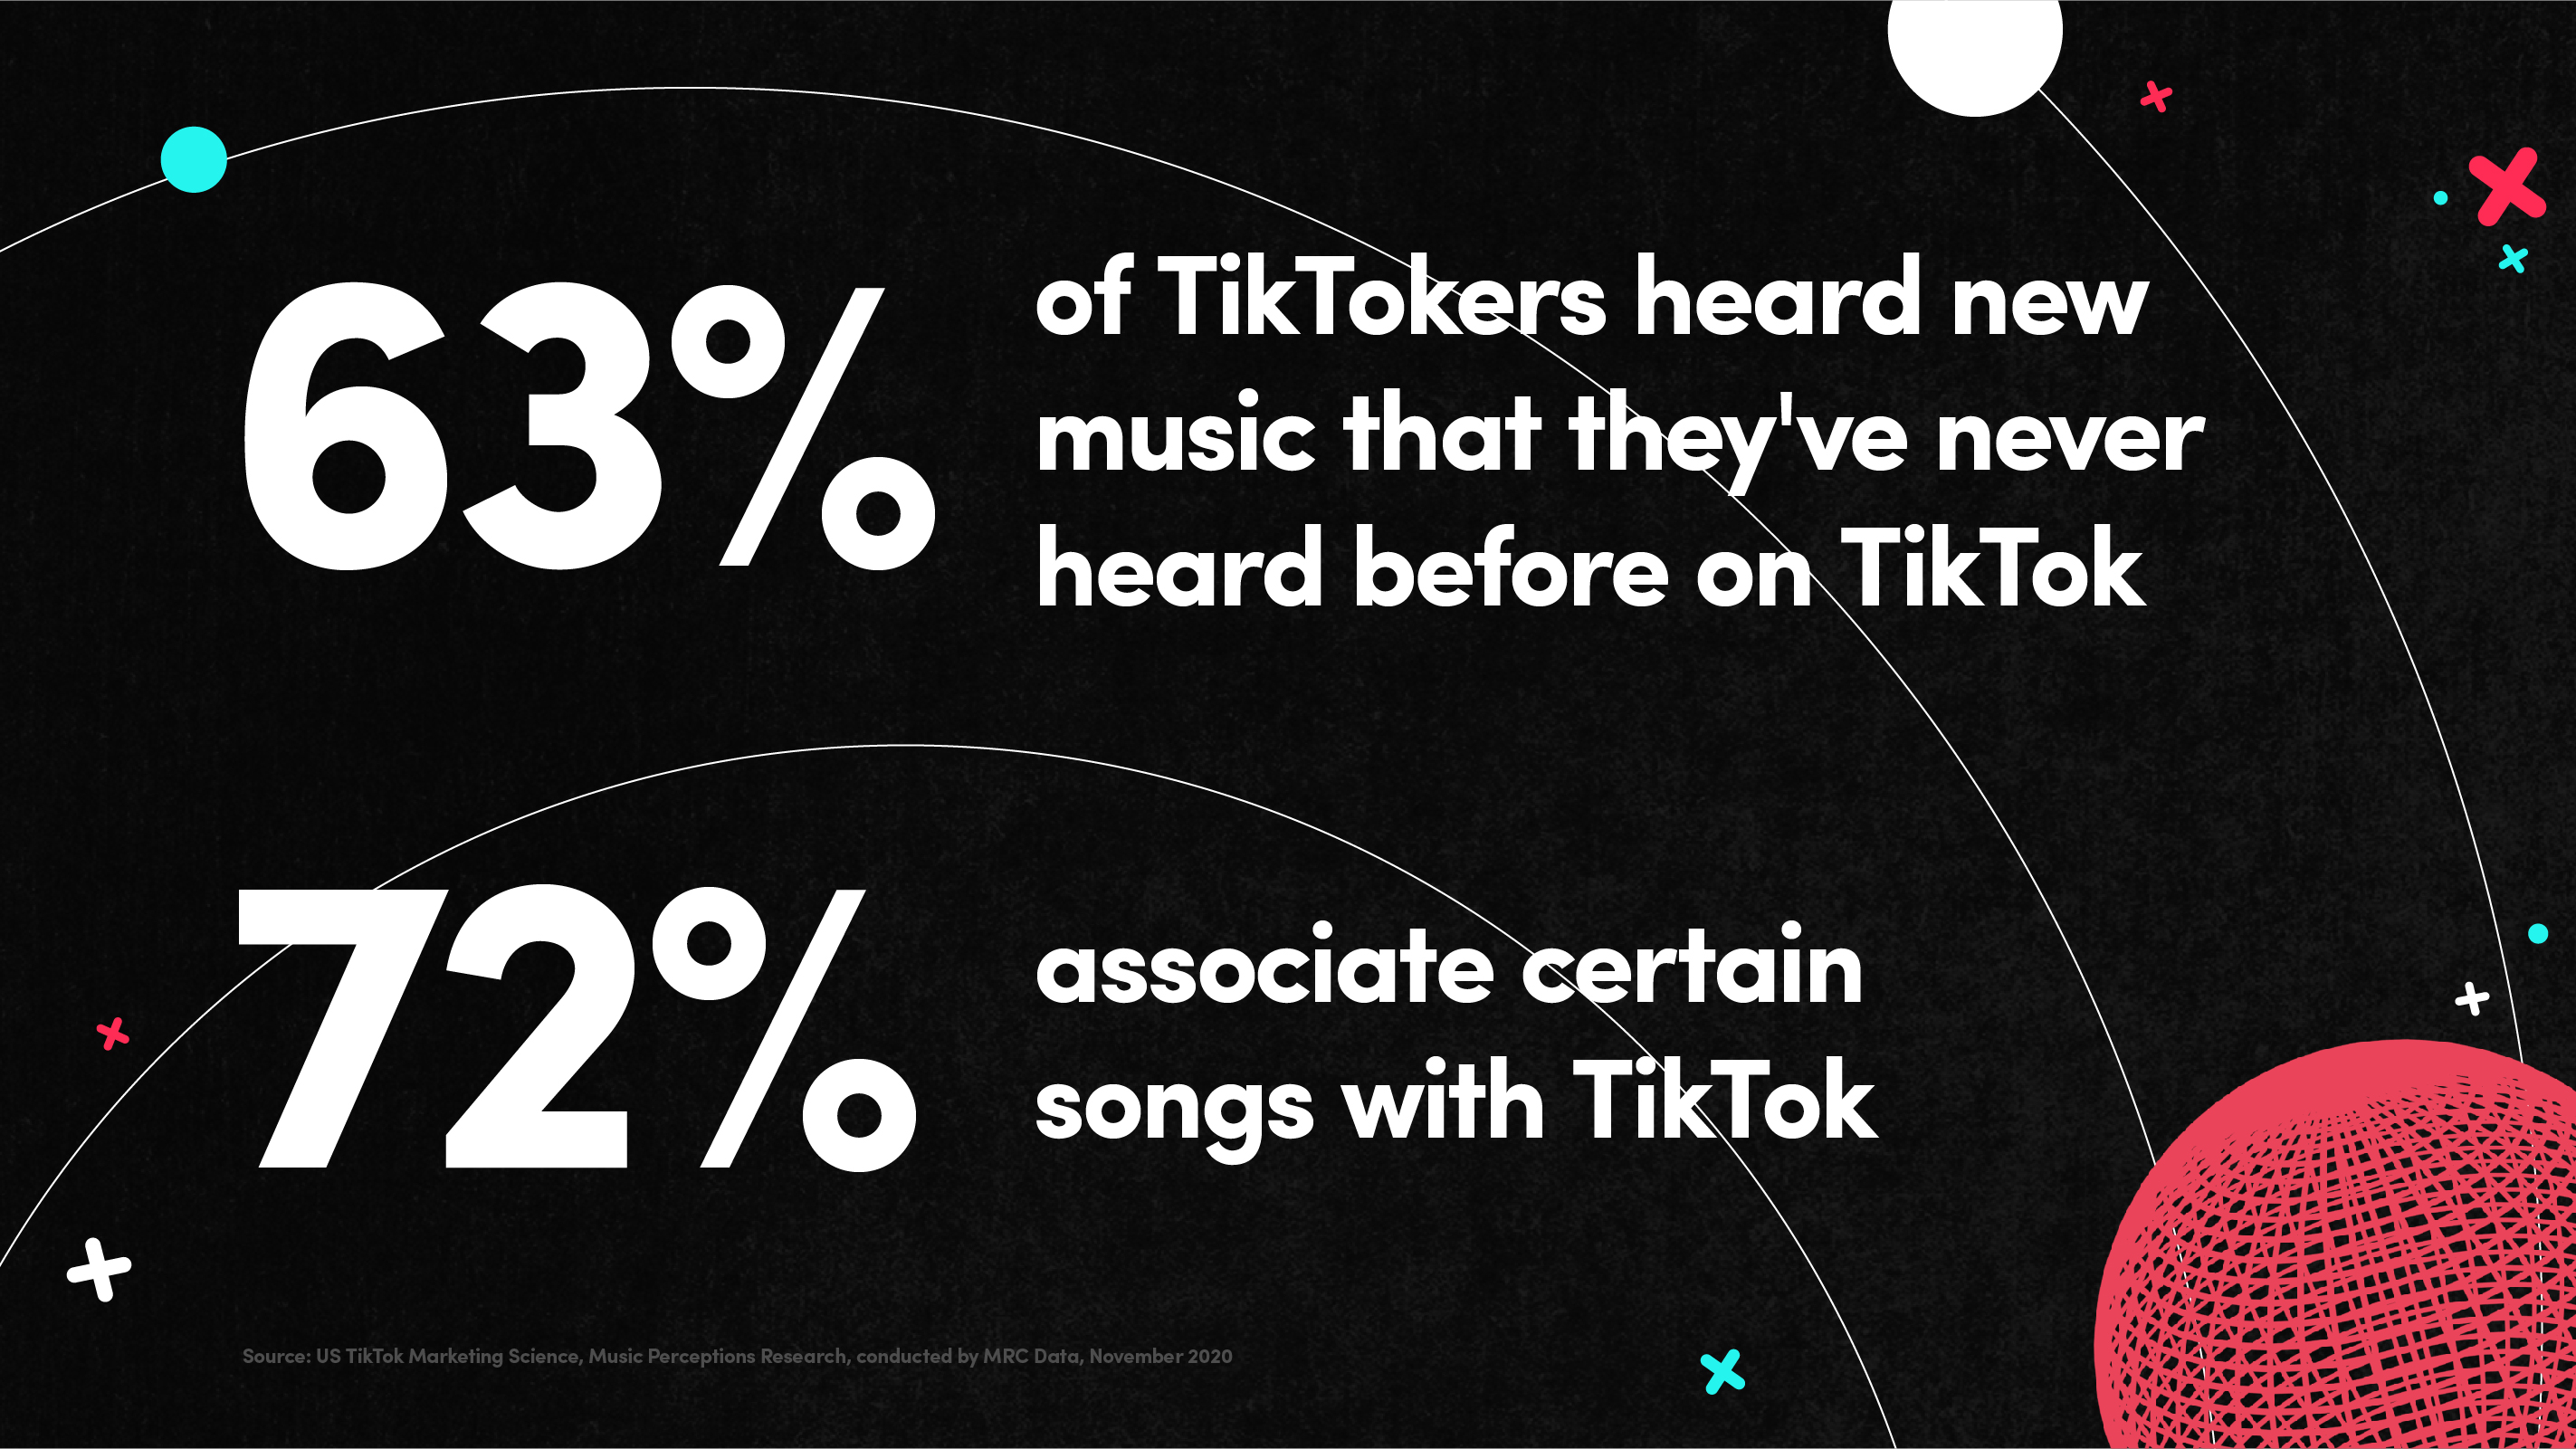 63%
of TikTokers heard new
music that they've never
heard before on TikTok
72%
associate certain
songs with TikTok
Source: US TikTok Marketing Science, Music Perceptions Research, conducted by MRC Data, November 2020